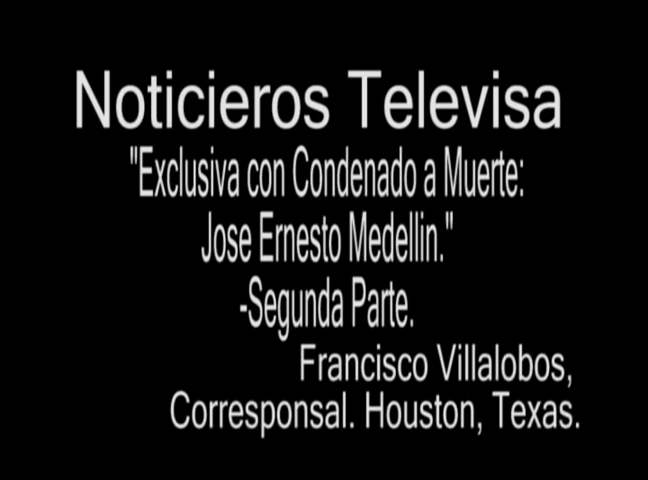 Noticieros Televisa
"Exclusiva con Condenado a Muerte:
Jose Ernesto Medellin."
-Segunda Parte.
Francisco Villalobos,
Corresponsal. Houston, Texas.